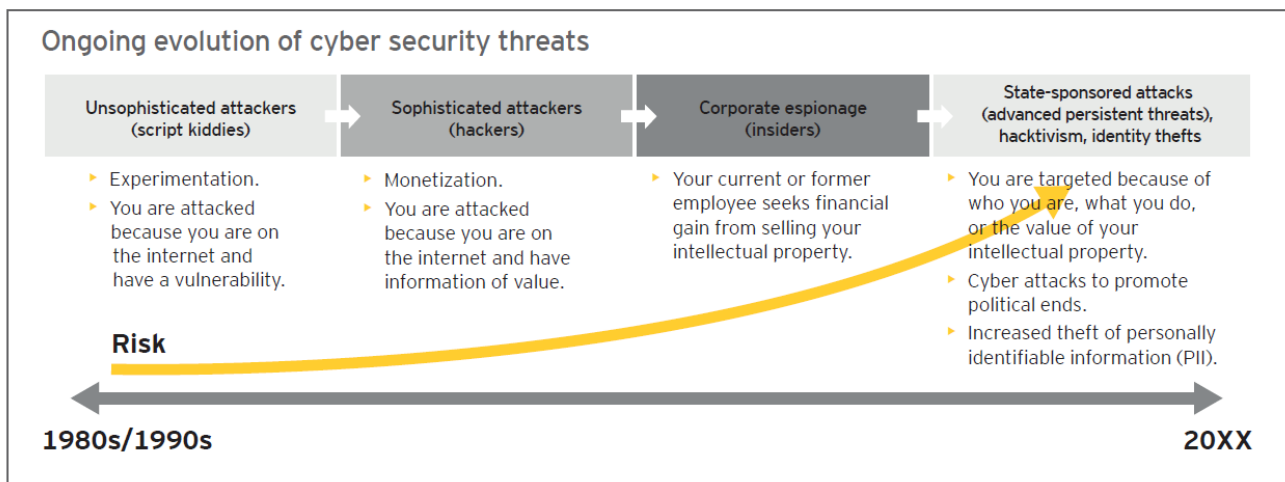 Ongoing evolution of cyber security threats
Unsophisticated attackers
(script kiddies)
Sophisticated attackers
(hackers)
Corporate espionage
(insiders)
State-sponsored attacks
(advanced persistent threats),
hacktivism, identity thefts
Experimentation.
You are attacked
because you are on
the internet and
have a vulnerability.
Monetization.
You are attacked
because you are on
the internet and have
information of value.
Your current or former
employee seeks financial
gain from selling your
intellectual property.
You are targeted because of
who you are, what you do,
or the value of your
intellectual property.
Cyber attacks to promote
political ends.
Increased theft of personally
identifiable information (PII).
Risk
1980s/1990s
20XX